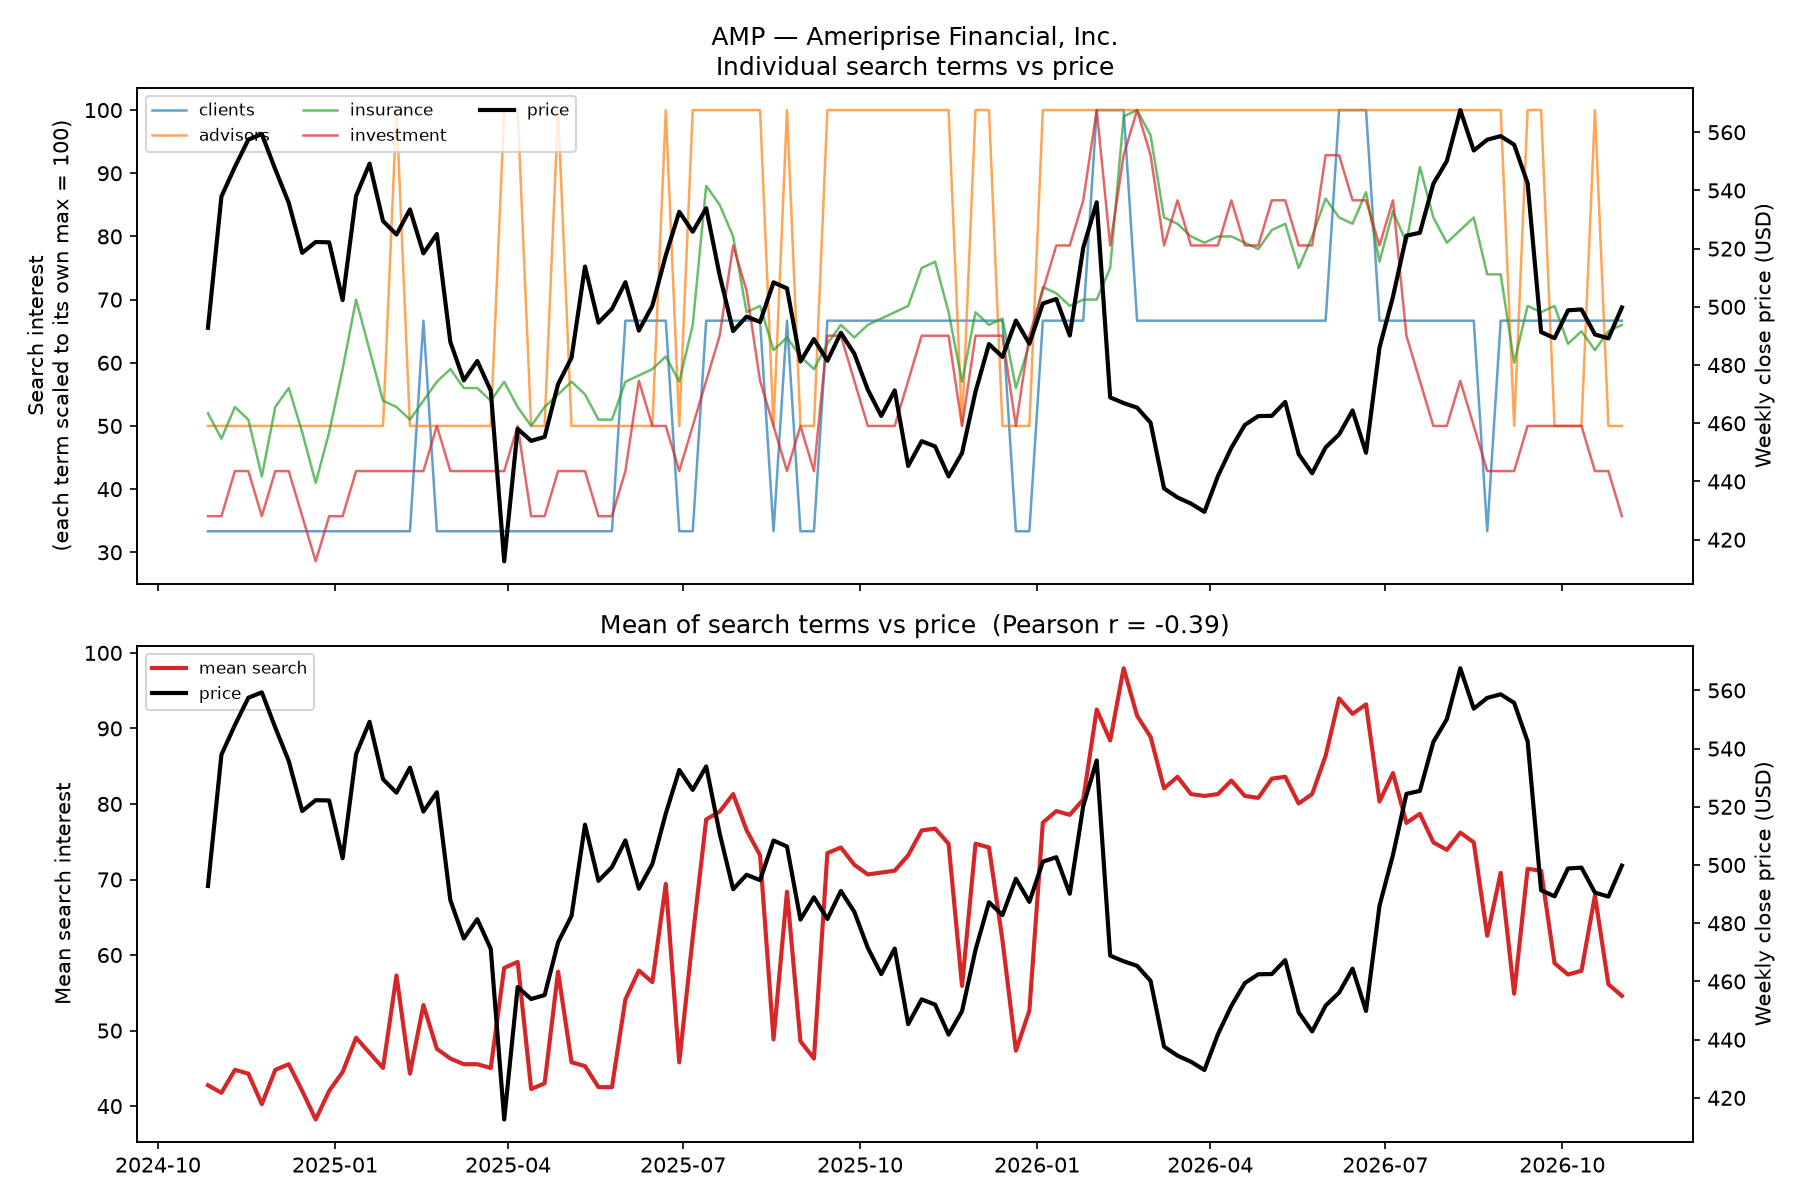 AMP — Ameriprise Financial, Inc.
Individual search terms vs price
clients
advisors
insurance
investment
price
Search interest
(each term scaled to its own max = 100)
100
90
80
70
60
50
40
30
560
540
520
500
480
460
440
420
Weekly close price (USD)
Mean of search terms vs price (Pearson r = -0.39)
mean search
price
Mean search interest
100
90
80
70
60
50
40
560
540
520
500
480
460
440
420
Weekly close price (USD)
2024-10
2025-01
2025-04
2025-07
2025-10
2026-01
2026-04
2026-07
2026-10